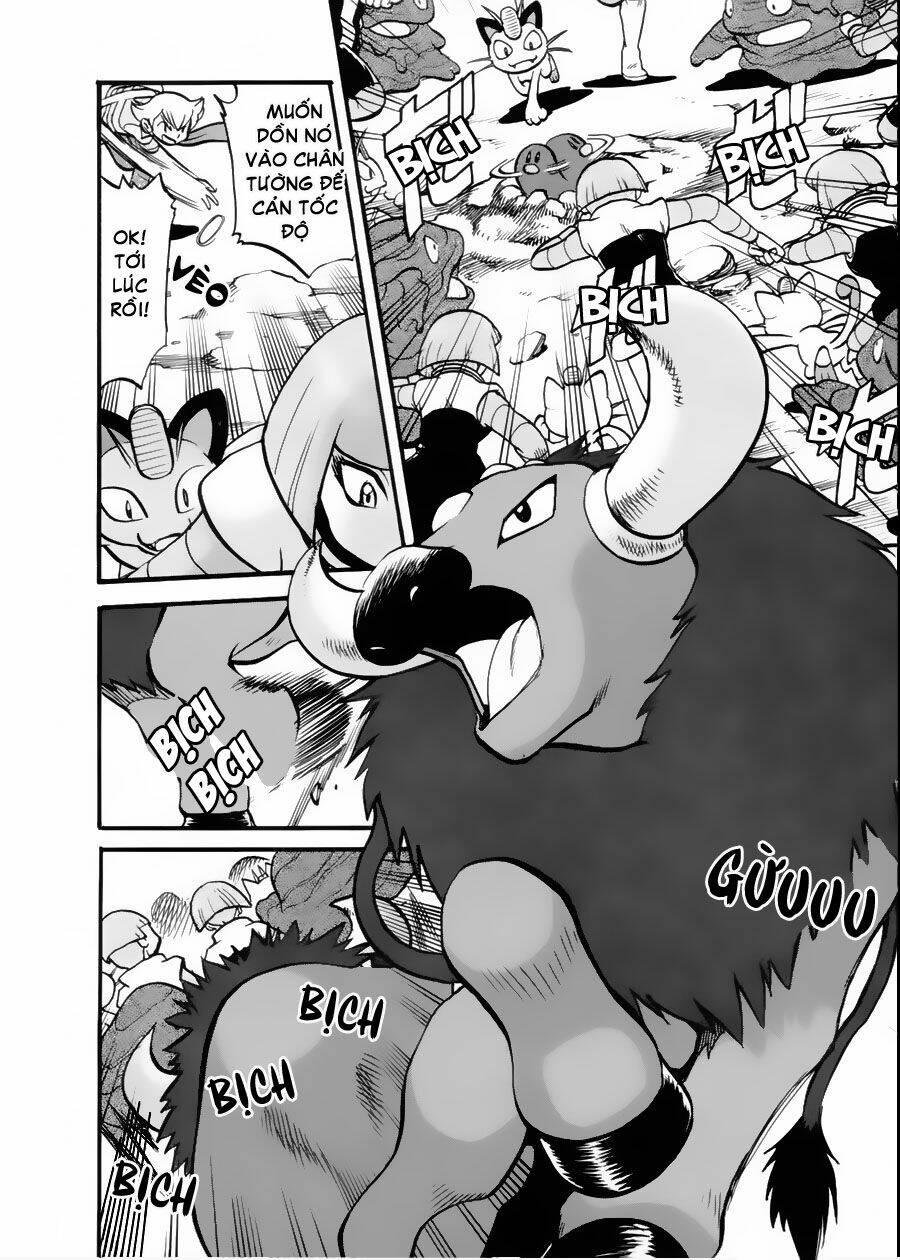 BỊCH
BỊCH
BỊCH
BỊCH
MUỐN
DỒN NÓ
VÀO CHÂN
TƯỜNG ĐỂ
CẢN TỐC
ĐỘ
OK!
TỚI
LÚC
RỒI!
VÈO
BỊCH
BỊCH
GỪUUU
BỊCH
BỊCH
BỊCH